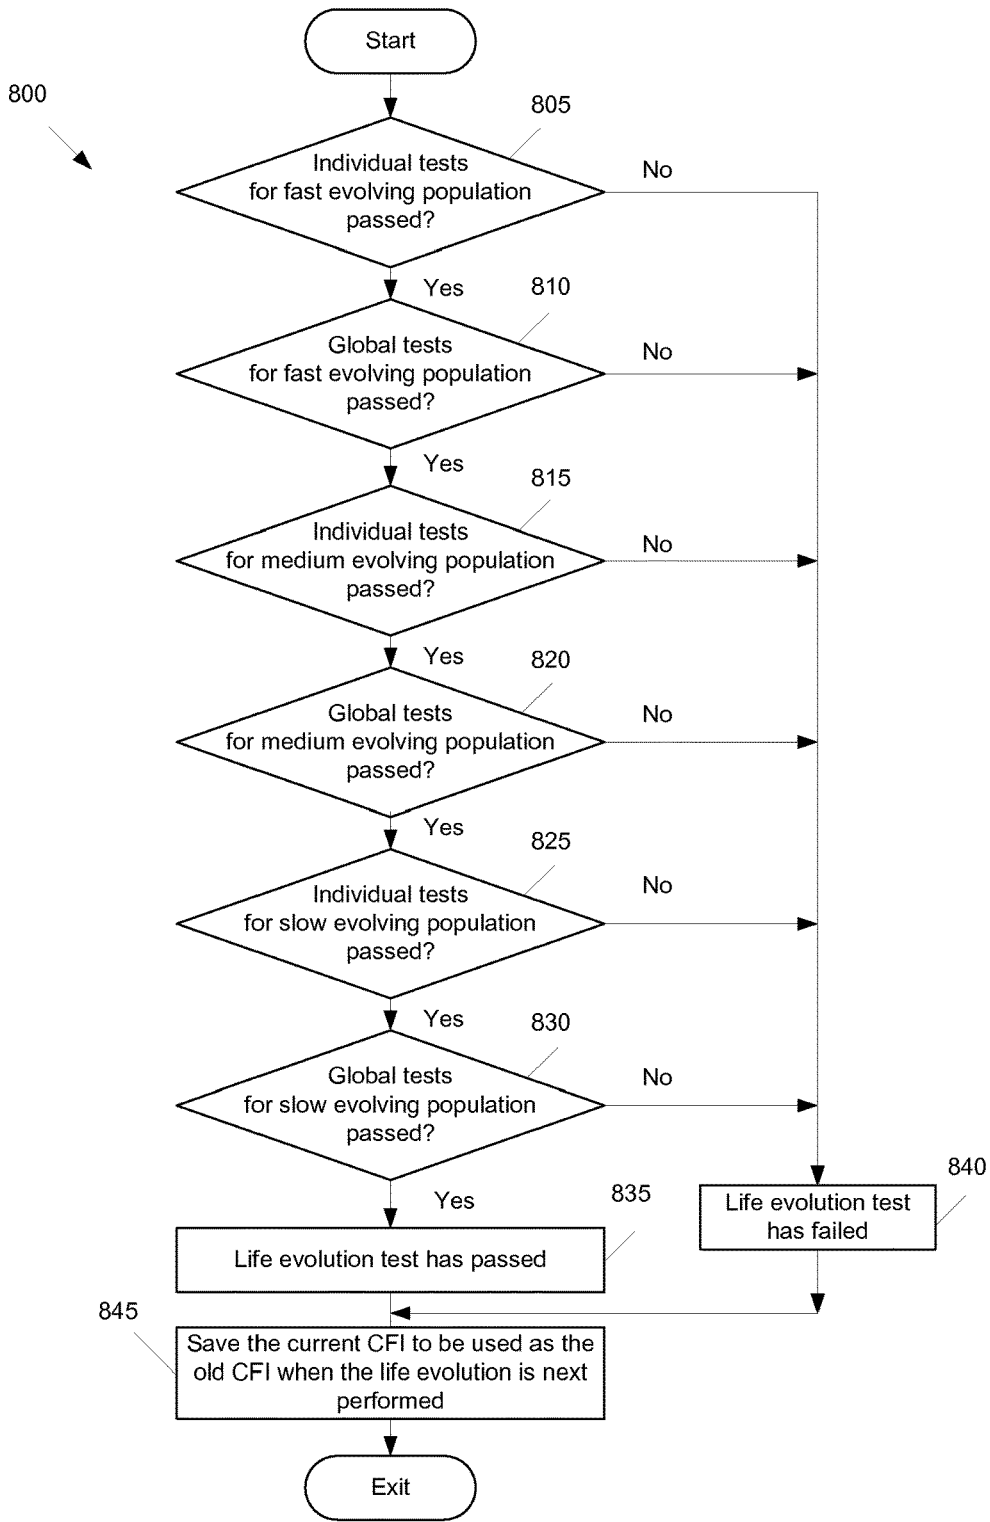 Start
800
805
Individual tests
for fast evolving population
passed?
No
Yes
810
Global tests
for fast evolving population
passed?
No
Yes
815
Individual tests
for medium evolving population
passed?
No
Yes
820
Global tests
for medium evolving population
passed?
No
Yes
825
Individual tests
for slow evolving population
passed?
No
Yes
830
Global tests
for slow evolving population
passed?
No
Yes
835
Life evolution test has passed
840
Life evolution test
has failed
845
Save the current CFI to be used as the
old CFI when the life evolution is next
performed
Exit